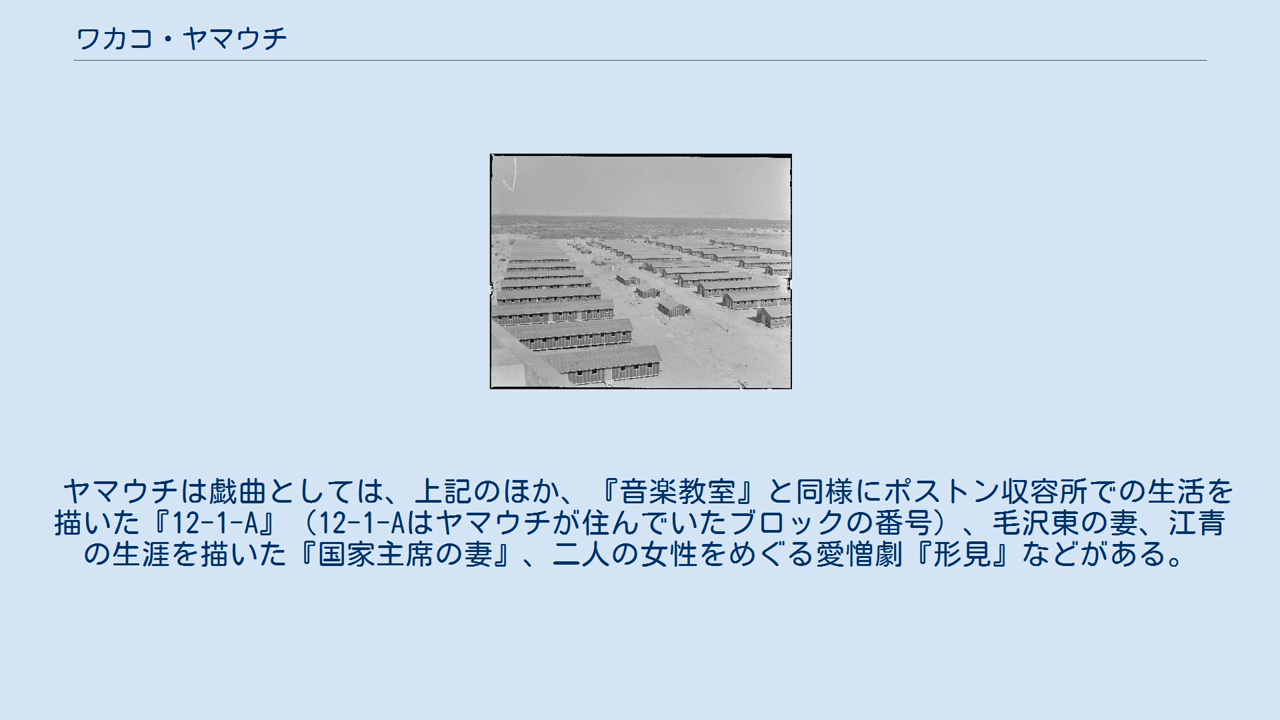 ワカコ・ヤマウチ
ヤマウチは戯曲としては、上記のほか、『音楽教室』と同様にポストン収容所での生活を
描いた『12-1-A』（12-1-Aはヤマウチが住んでいたブロックの番号）、毛沢東の妻、江青
の生涯を描いた『国家主席の妻』、二人の女性をめぐる愛憎劇『形見』などがある。